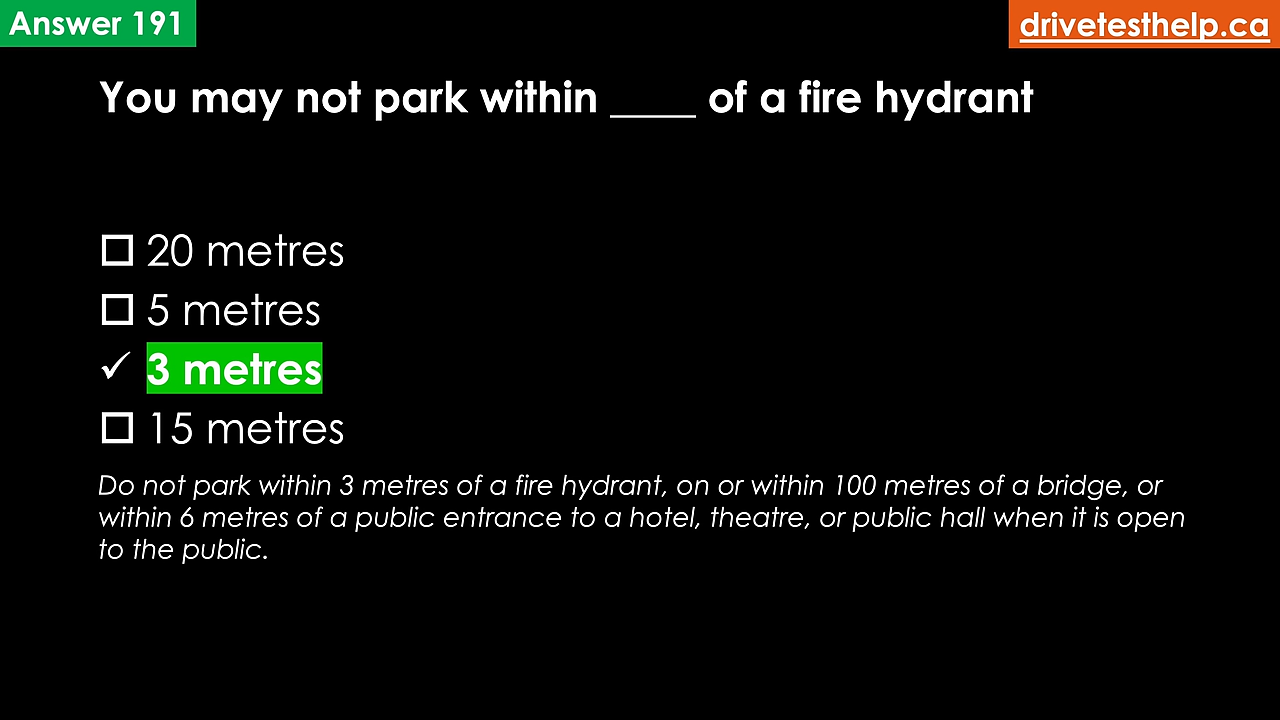 Answer 191
drivetesthelp.ca
You may not park within ____ of a fire hydrant
☐ 20 metres
☐ 5 metres
✓ 3 metres
☐ 15 metres
Do not park within 3 metres of a fire hydrant, on or within 100 metres of a bridge, or
within 6 metres of a public entrance to a hotel, theatre, or public hall when it is open
to the public.